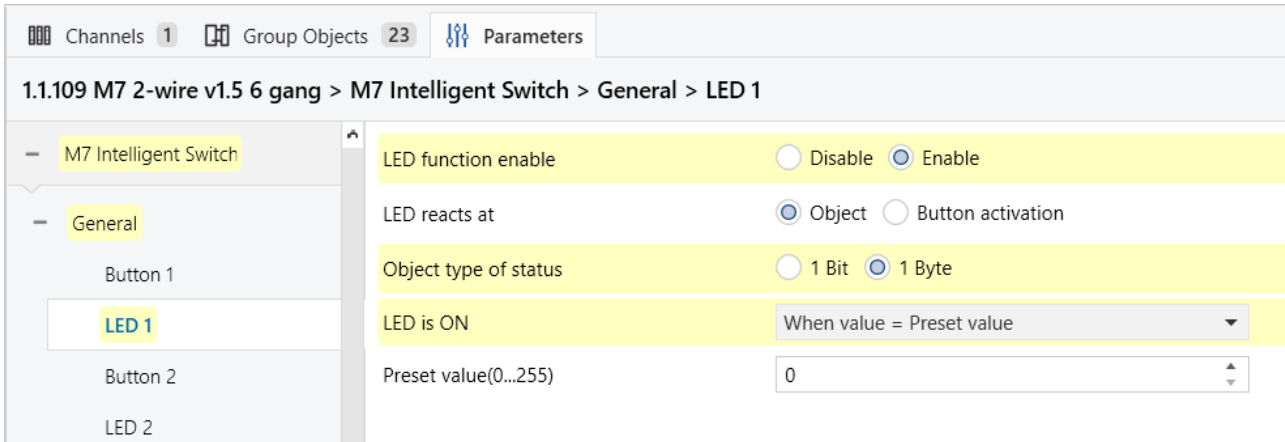 Channels 1 Group Objects 23 Parameters
1.1.109 M7 2-wire v1.5 6 gang > M7 Intelligent Switch > General > LED 1
M7 Intelligent Switch
General
Button 1
LED 1
Button 2
LED 2
LED function enable Disable Enable
LED reacts at Object Button activation
Object type of status 1 Bit 1 Byte
LED is ON When value = Preset value
Preset value(0...255) 0